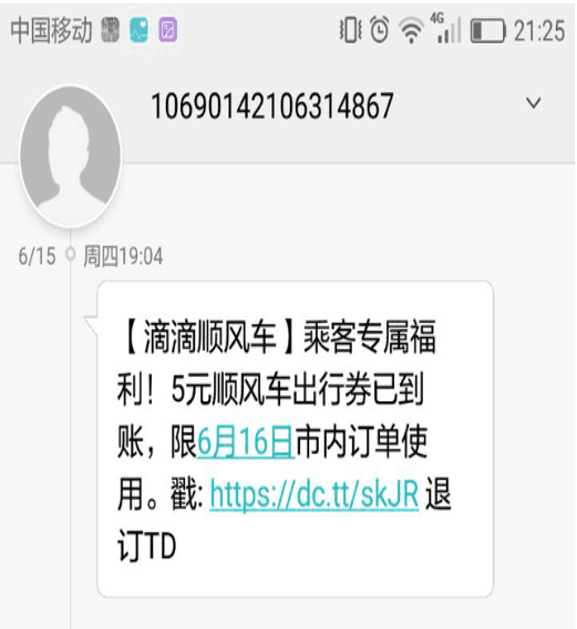 中国移动 4G 21:25
10690142106314867
6/15 周四19:04
【滴滴顺风车】乘客专属福
利！5元顺风车出行券已到
账，限6月16日市内订单使
用。戳: https://dc.tt/skJR 退
订TD